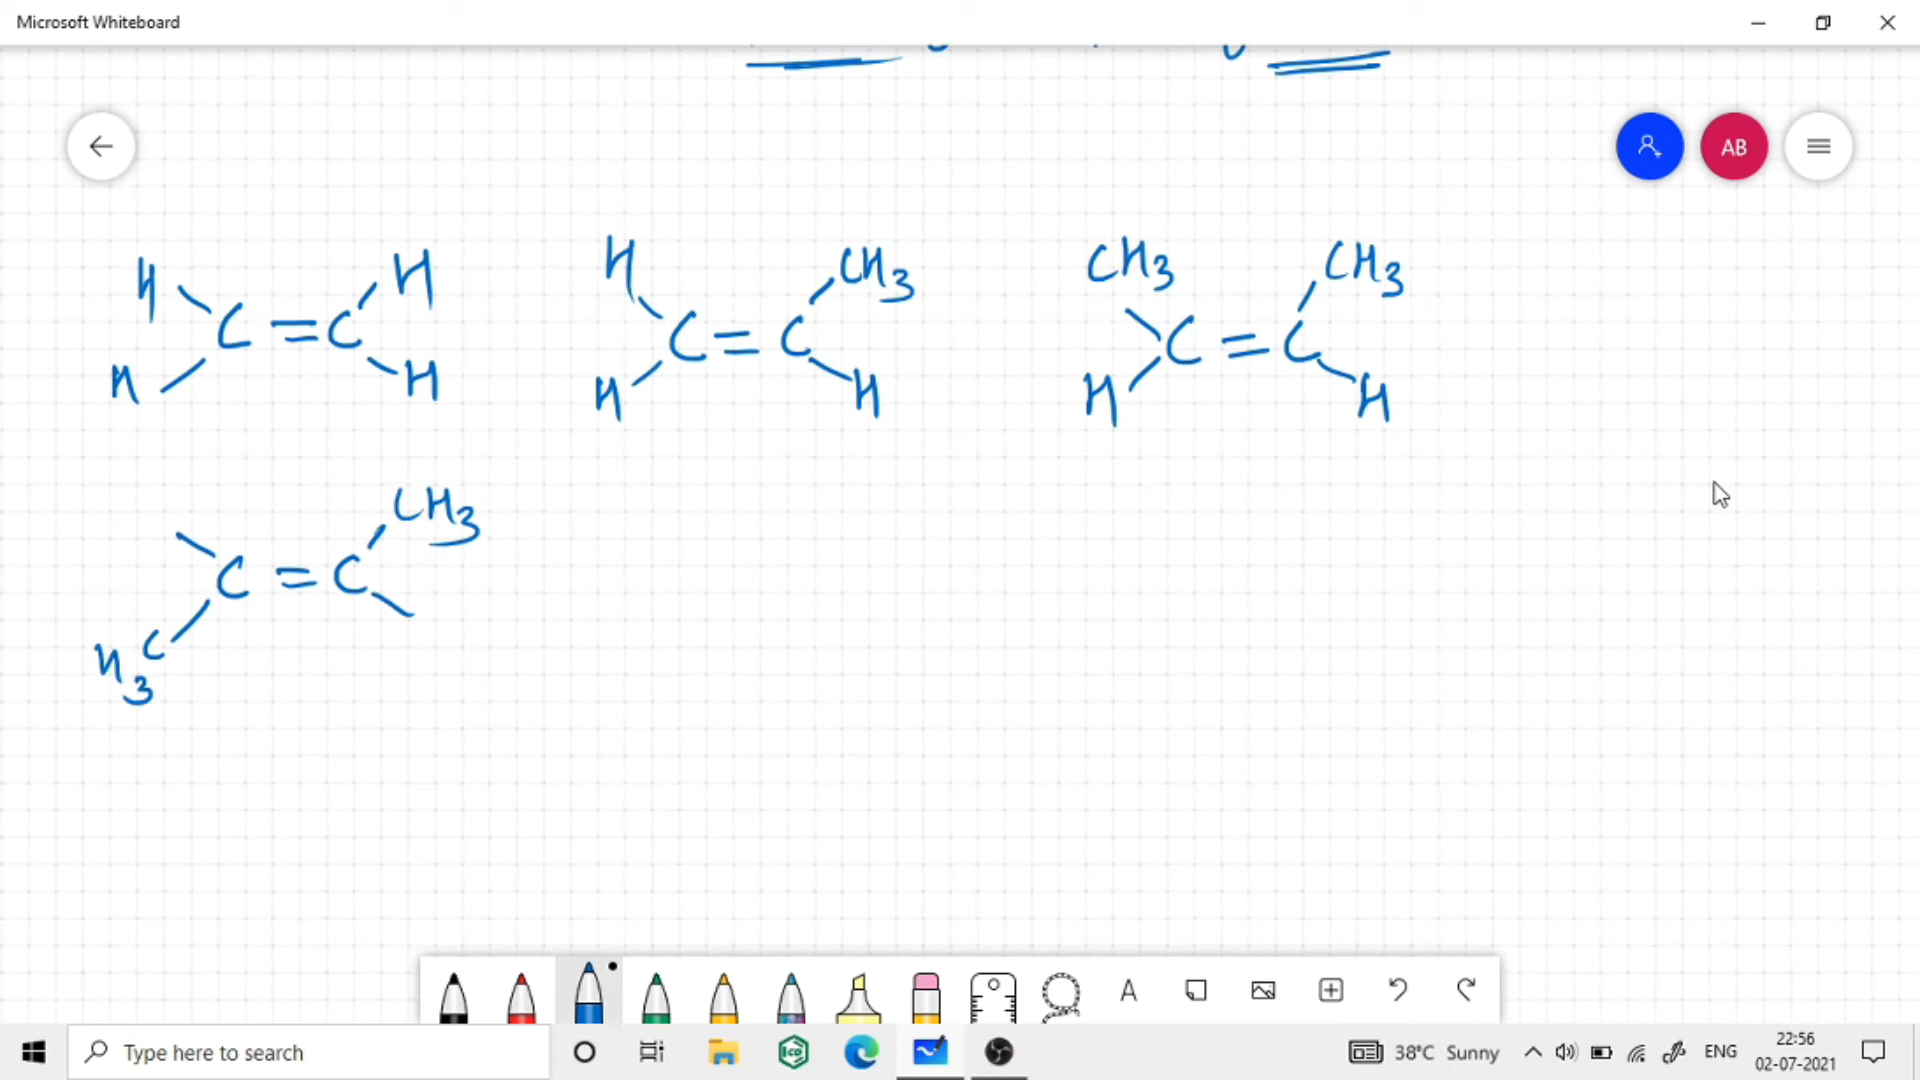 Microsoft Whiteboard
AB
H H H CH3 CH3 CH3
C = C C = C C = C
H H H H H H
CH3
C = C
H3C
A
Type here to search
38°C Sunny ENG 22:56
02-07-2021